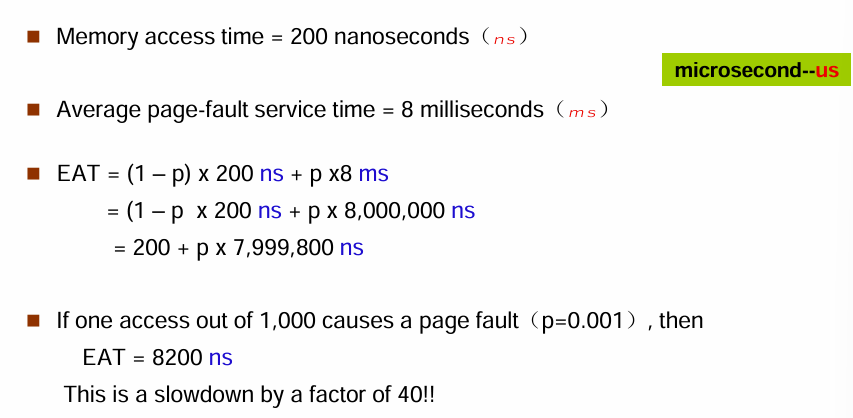 Memory access time = 200 nanoseconds（ns）
microsecond--us
Average page-fault service time = 8 milliseconds（ms）
EAT = (1 – p) x 200 ns + p x8 ms
= (1 – p  x 200 ns + p x 8,000,000 ns
= 200 + p x 7,999,800 ns
If one access out of 1,000 causes a page fault（p=0.001）, then
EAT = 8200 ns
This is a slowdown by a factor of 40!!